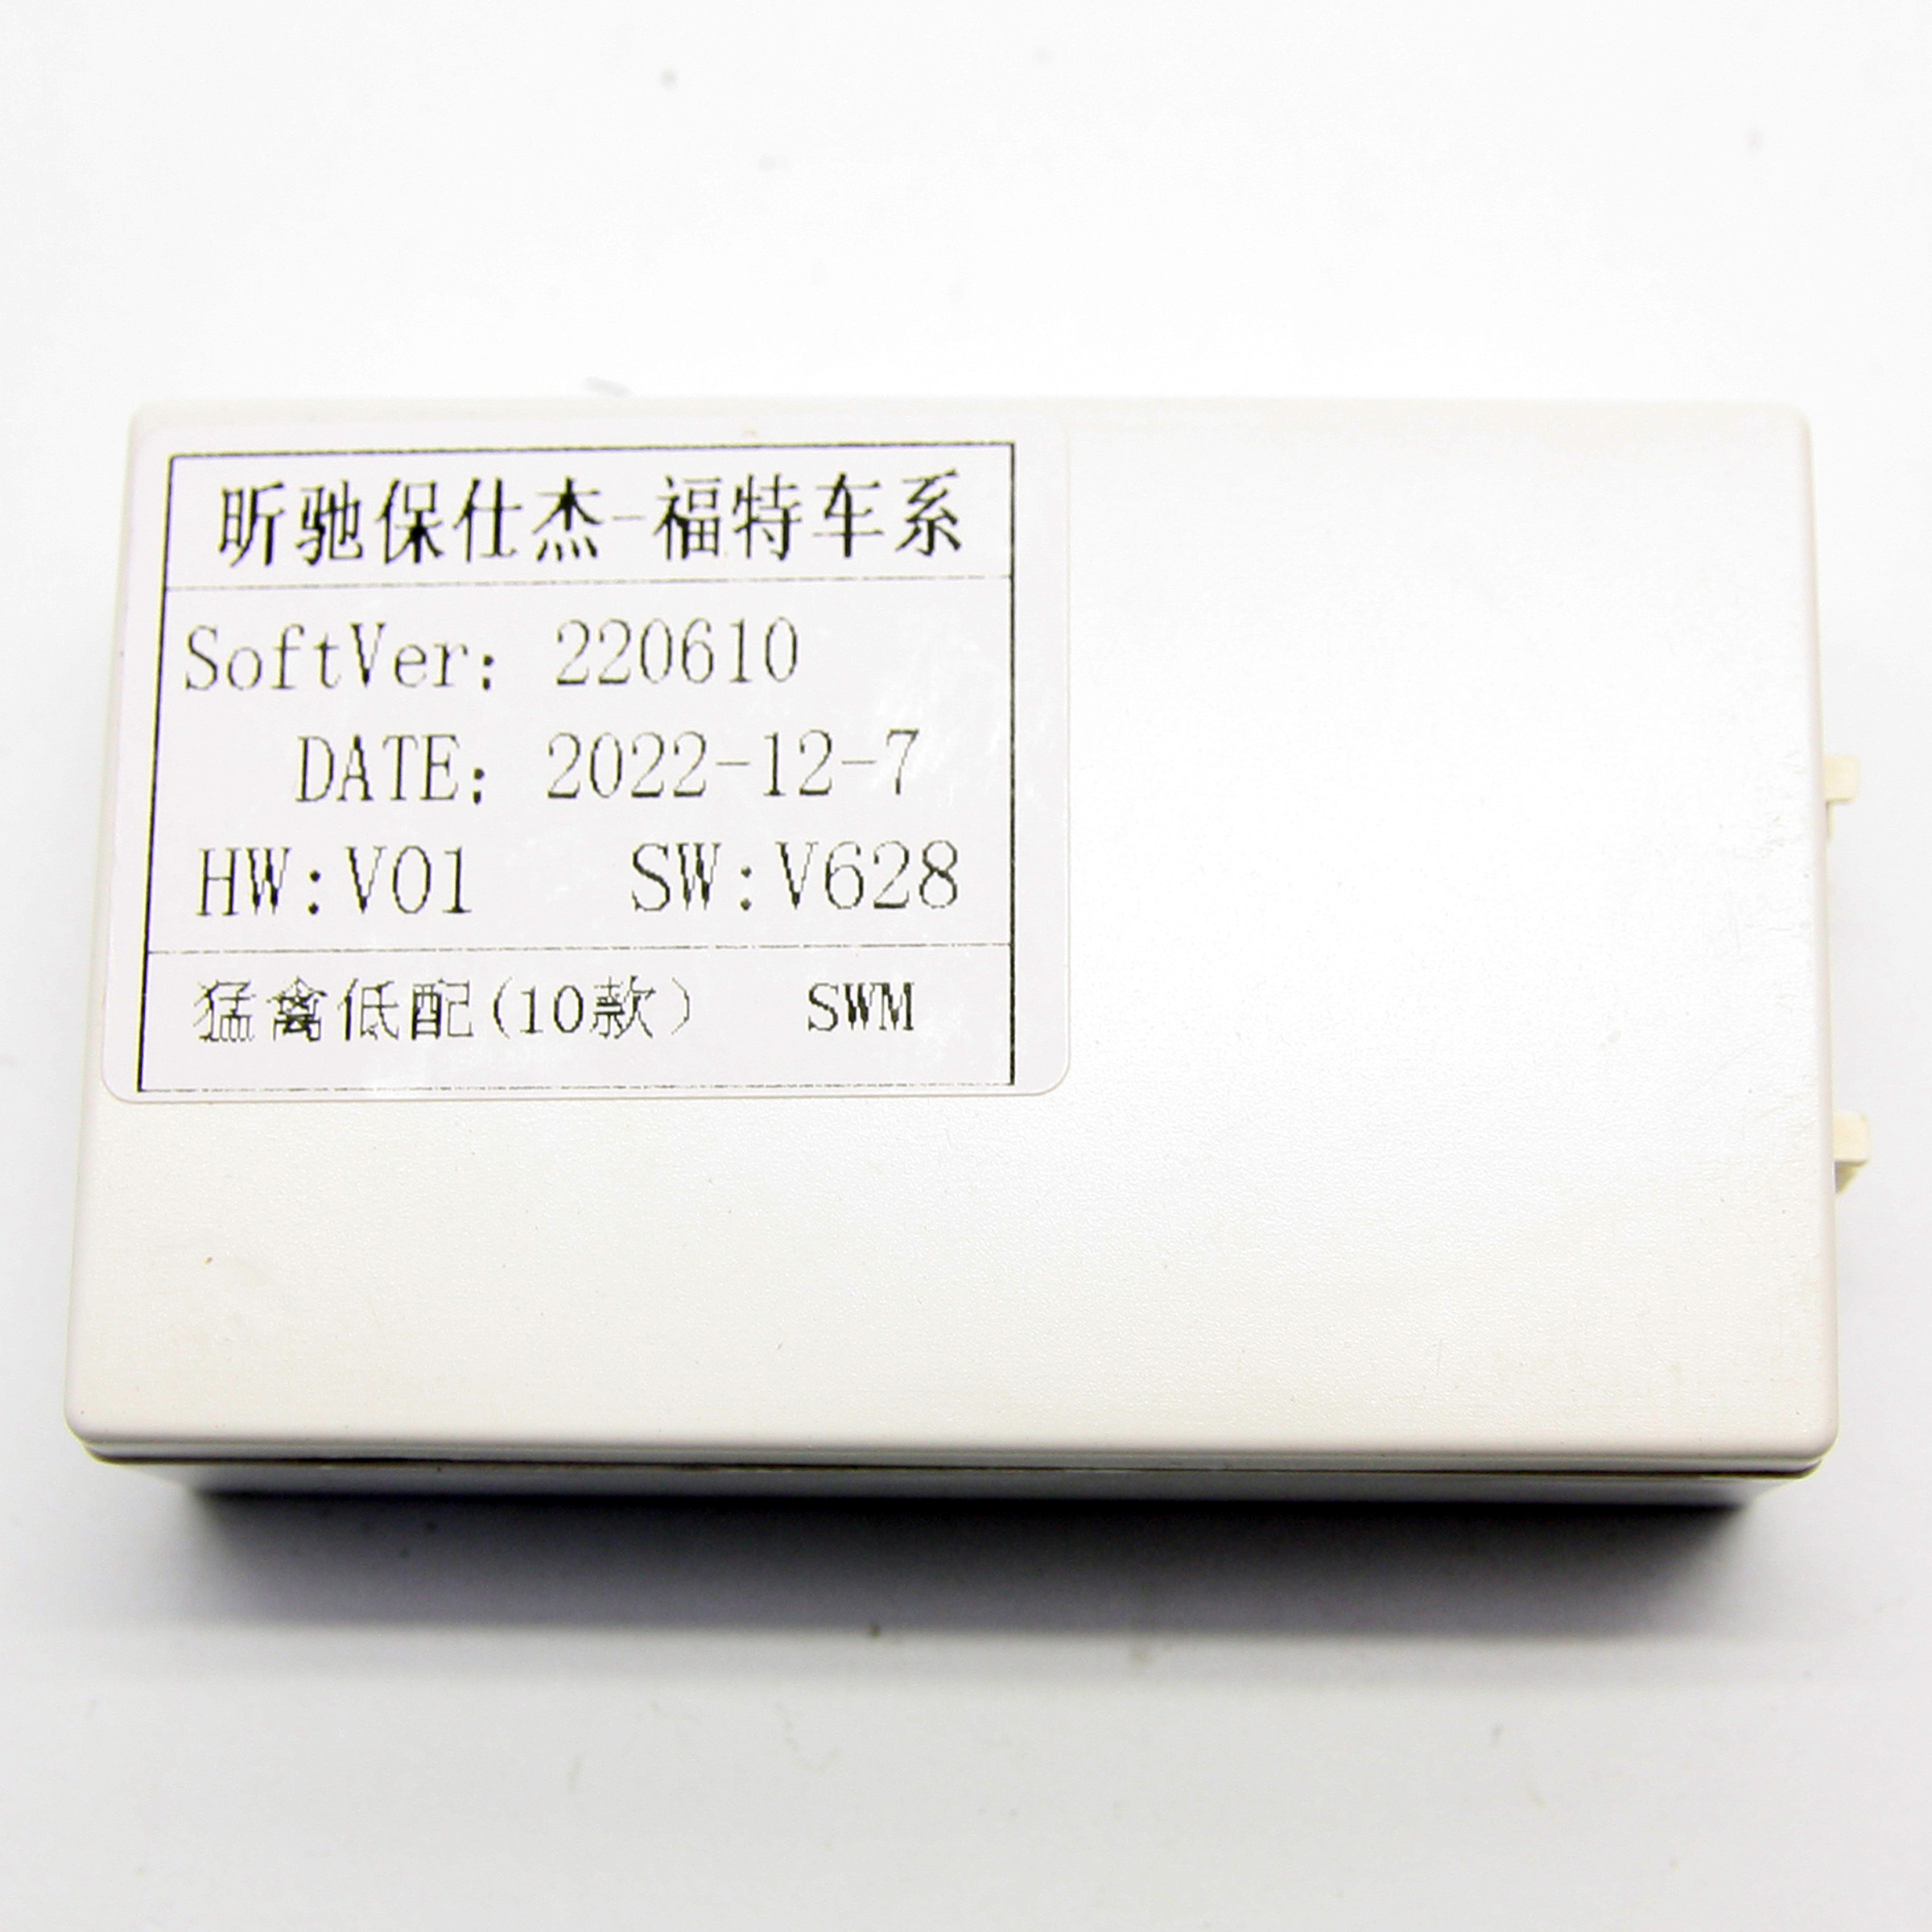 昕驰保仕杰-福特车系
SoftVer: 220610
DATE: 2022-12-7
HW:V01 SW:V628
猛禽低配(10款) SWM